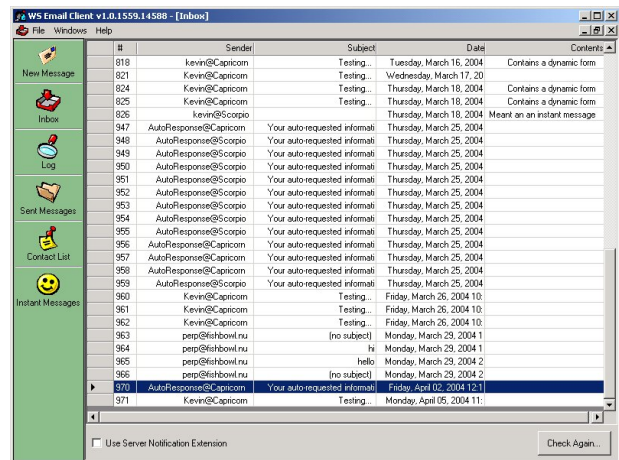 WS Email Client v1.0.1559.14588 - [Inbox]
File Windows Help
# Sender Subject Date Contents
818 kevin@Capricorn Testing... Tuesday, March 16, 2004 Contains a dynamic form
821 Kevin@Capricorn Testing... Wednesday, March 17, 20
824 Kevin@Capricorn Testing... Thursday, March 18, 2004 Contains a dynamic form
825 Kevin@Capricorn Testing... Thursday, March 18, 2004 Contains a dynamic form
826 kevin@Scorpio Thursday, March 18, 2004 Meant an an instant message
947 AutoResponse@Capricorn Your auto-requested informati Thursday, March 25, 2004
948 AutoResponse@Scorpio Your auto-requested informati Thursday, March 25, 2004
949 AutoResponse@Scorpio Your auto-requested informati Thursday, March 25, 2004
950 AutoResponse@Scorpio Your auto-requested informati Thursday, March 25, 2004
951 AutoResponse@Scorpio Your auto-requested informati Thursday, March 25, 2004
952 AutoResponse@Scorpio Your auto-requested informati Thursday, March 25, 2004
953 AutoResponse@Scorpio Your auto-requested informati Thursday, March 25, 2004
954 AutoResponse@Scorpio Your auto-requested informati Thursday, March 25, 2004
955 AutoResponse@Scorpio Your auto-requested informati Thursday, March 25, 2004
956 AutoResponse@Capricorn Your auto-requested informati Thursday, March 25, 2004
957 AutoResponse@Capricorn Your auto-requested informati Thursday, March 25, 2004
958 AutoResponse@Capricorn Your auto-requested informati Thursday, March 25, 2004
959 AutoResponse@Scorpio Your auto-requested informati Thursday, March 25, 2004
960 Kevin@Capricorn Testing... Friday, March 26, 2004 10:
961 Kevin@Capricorn Testing... Friday, March 26, 2004 10:
962 Kevin@Capricorn Testing... Friday, March 26, 2004 10:
963 perp@fishbowl.nu (no subject) Monday, March 29, 2004 1
964 perp@fishbowl.nu hi Monday, March 29, 2004 1
965 perp@fishbowl.nu hello Monday, March 29, 2004 2
966 perp@fishbowl.nu (no subject) Monday, March 29, 2004 2
970 AutoResponse@Capricorn Your auto-requested informati Friday, April 02, 2004 12:1
971 Kevin@Capricorn Testing... Monday, April 05, 2004 11:
New Message
Inbox
Log
Sent Messages
Contact List
Instant Messages
Use Server Notification Extension
Check Again...